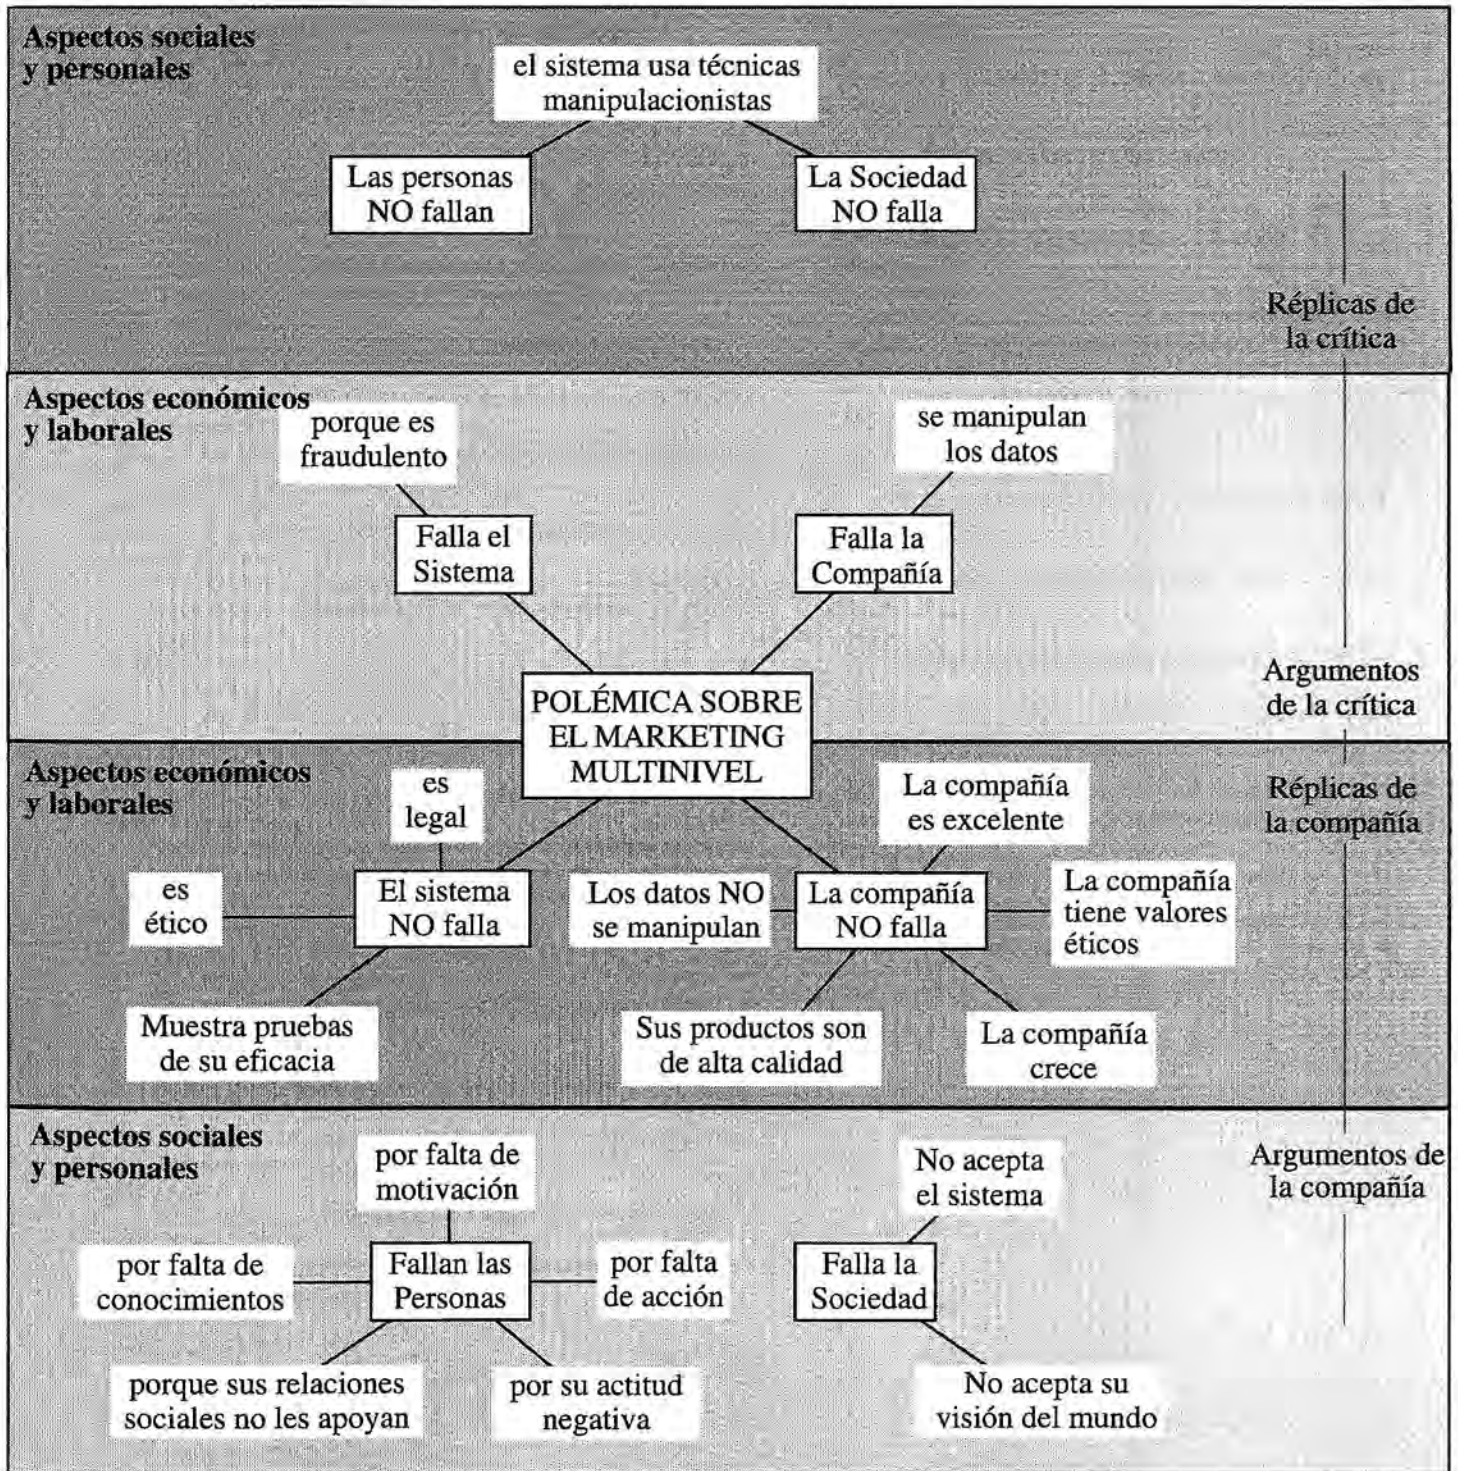 Aspectos sociales
y personales
el sistema usa técnicas
manipulacionistas
Las personas
NO fallan
La Sociedad
NO falla
Réplicas de
la crítica
Aspectos económicos
y laborales
porque es
fraudulento
se manipulan
los datos
Falla el
Sistema
Falla la
Compañía
Argumentos
de la crítica
POLÉMICA SOBRE
EL MARKETING
MULTINIVEL
Aspectos económicos
y laborales
es
legal
La compañía
es excelente
Réplicas de
la compañía
es
ético
El sistema
NO falla
Los datos NO
se manipulan
La compañía
NO falla
La compañía
tiene valores
éticos
Muestra pruebas
de su eficacia
Sus productos son
de alta calidad
La compañía
crece
Aspectos sociales
y personales
por falta de
motivación
No acepta
el sistema
Argumentos de
la compañía
por falta de
conocimientos
Fallan las
Personas
por falta
de acción
Falla la
Sociedad
porque sus relaciones
sociales no les apoyan
por su actitud
negativa
No acepta su
visión del mundo